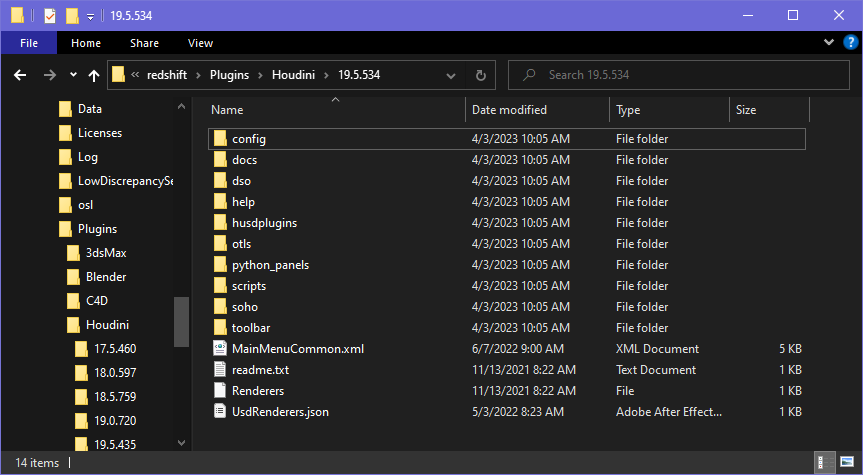 19.5.534
File Home Share View
« redshift > Plugins > Houdini > 19.5.534 Search 19.5.534
Data
Licenses
Log
LowDiscrepancySe
osl
Plugins
3dsMax
Blender
C4D
Houdini
17.5.460
18.0.597
18.5.759
19.0.720
19.5.435
Name Date modified Type Size
config 4/3/2023 10:05 AM File folder
docs 4/3/2023 10:05 AM File folder
dso 4/3/2023 10:05 AM File folder
help 4/3/2023 10:05 AM File folder
husdplugins 4/3/2023 10:05 AM File folder
otls 4/3/2023 10:05 AM File folder
python_panels 4/3/2023 10:05 AM File folder
scripts 4/3/2023 10:05 AM File folder
soho 4/3/2023 10:05 AM File folder
toolbar 4/3/2023 10:05 AM File folder
MainMenuCommon.xml 6/7/2022 9:00 AM XML Document 5 KB
readme.txt 11/13/2021 8:22 AM Text Document 1 KB
Renderers 11/13/2021 8:22 AM File 1 KB
UsdRenderers.json 5/3/2022 8:23 AM Adobe After Effect... 1 KB
14 items